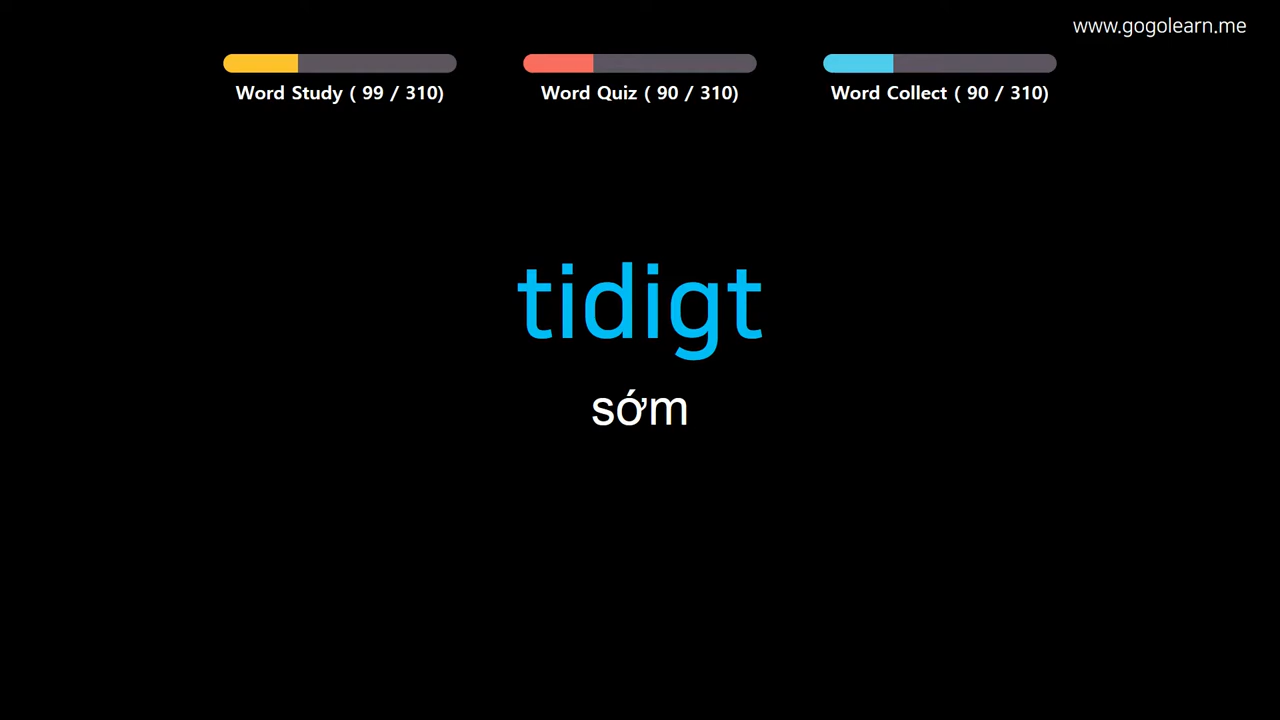 www.gogolearn.me
Word Study ( 99 / 310)
Word Quiz ( 90 / 310)
Word Collect ( 90 / 310)
tidigt
sớm